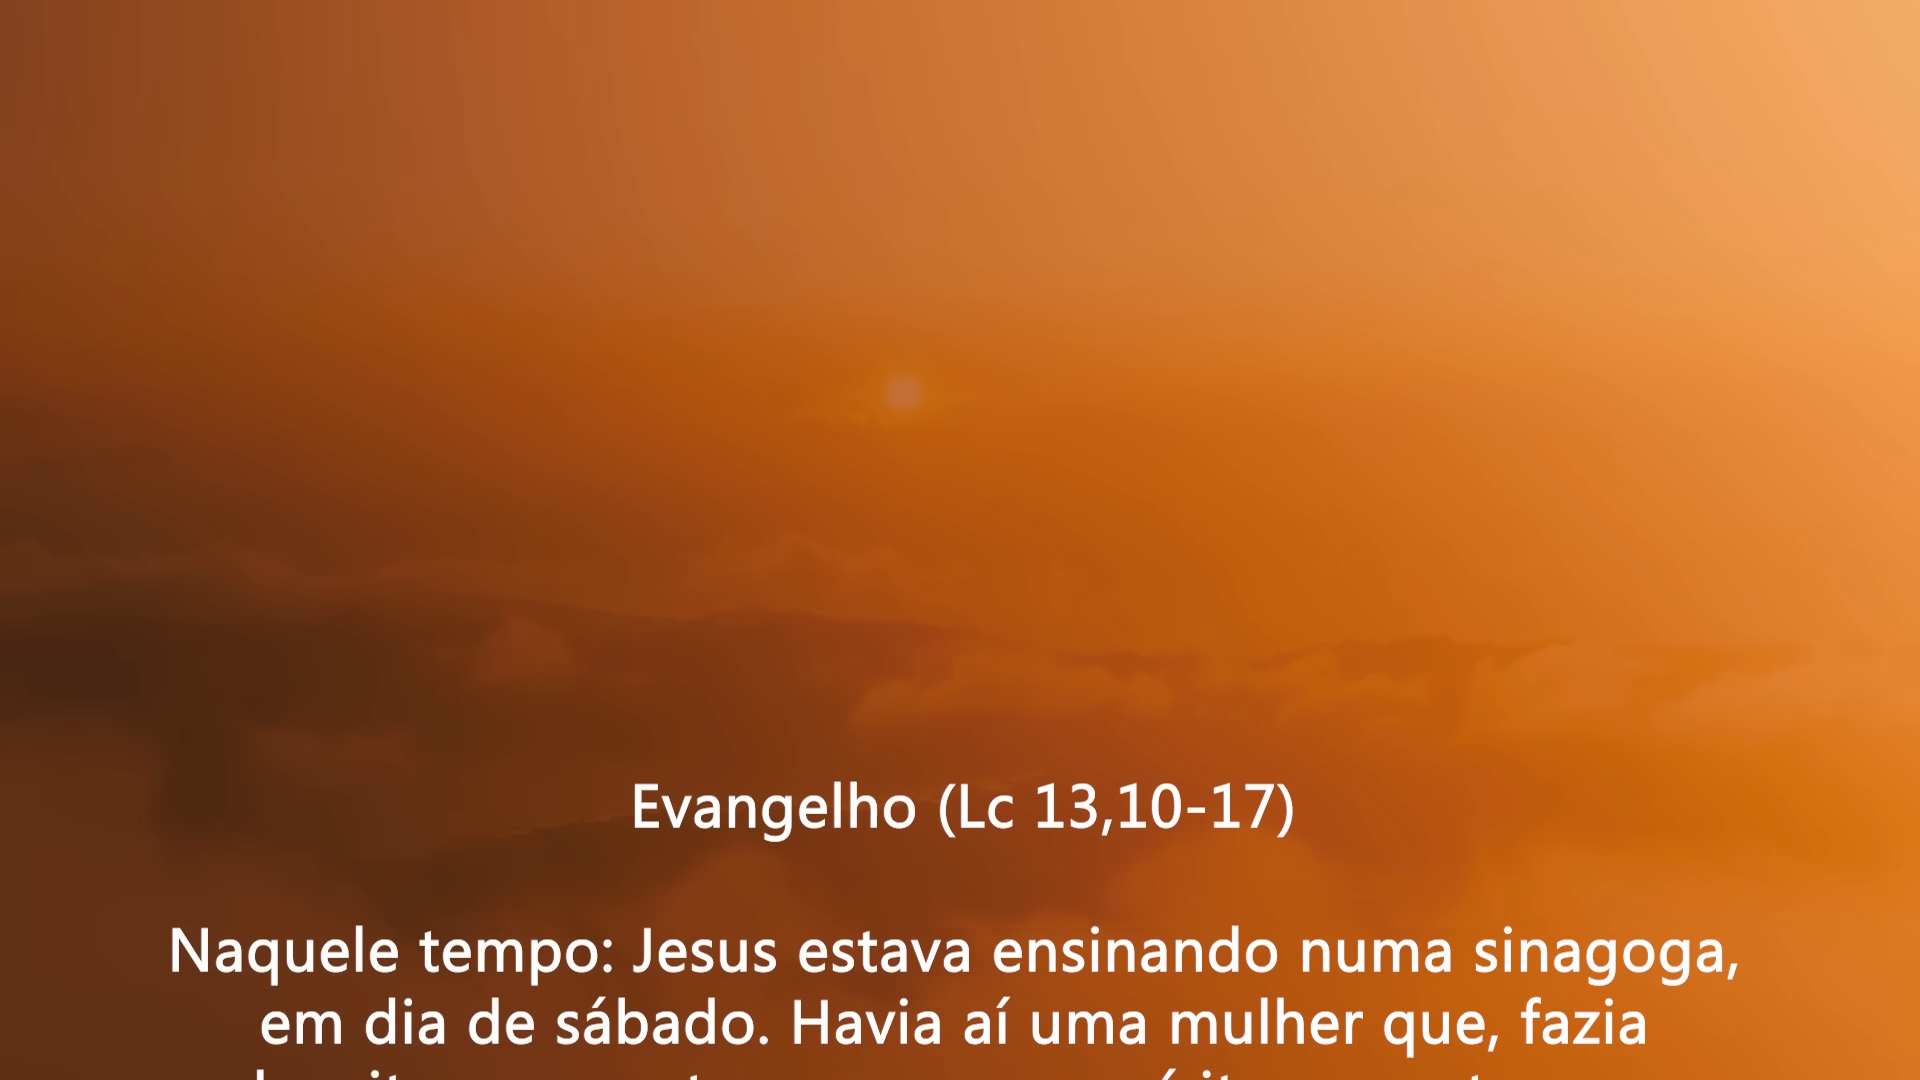 Evangelho (Lc 13,10-17)
Naquele tempo: Jesus estava ensinando numa sinagoga,
em dia de sábado. Havia aí uma mulher que, fazia